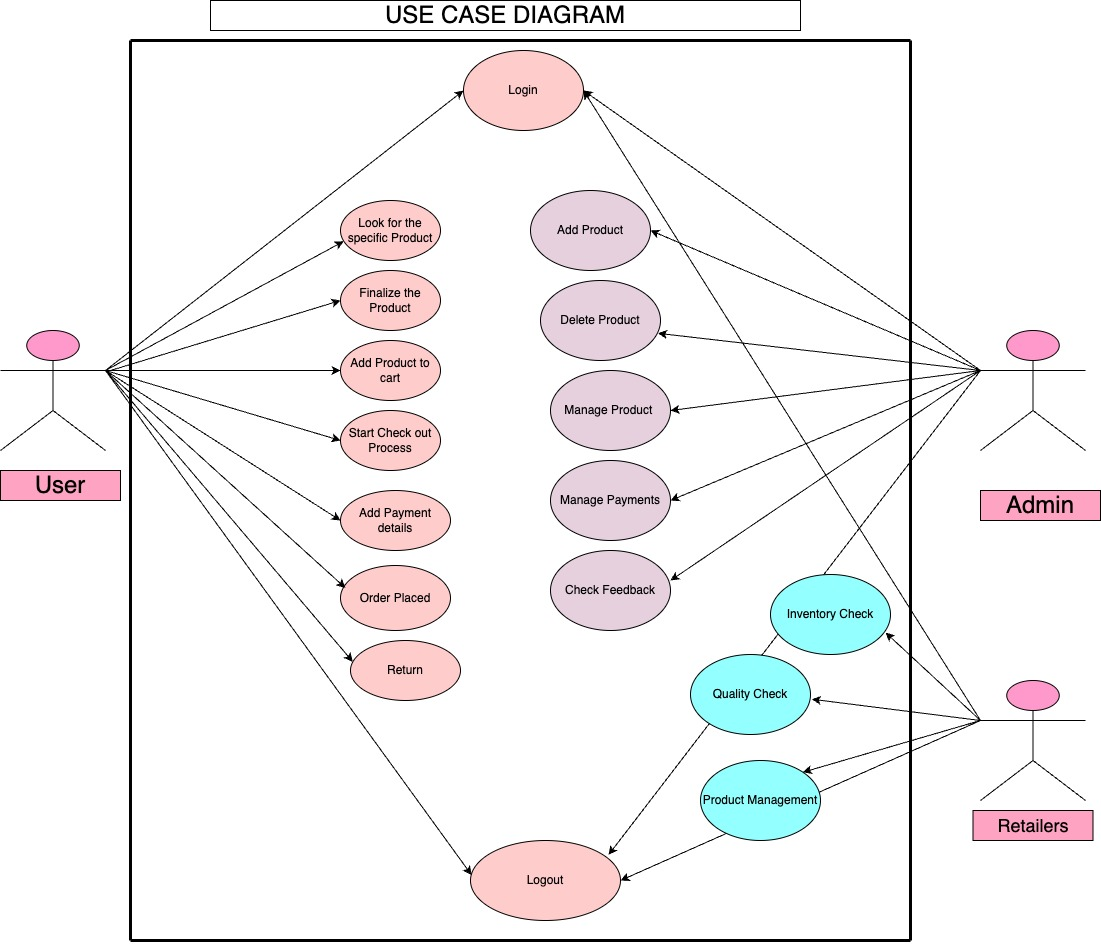 USE CASE DIAGRAM
Login
Look for the
specific Product
Finalize the
Product
Add Product to
cart
Start Check out
Process
Add Payment
details
Order Placed
Return
Add Product
Delete Product
Manage Product
Manage Payments
Check Feedback
Inventory Check
Quality Check
Product Management
Logout
User
Admin
Retailers